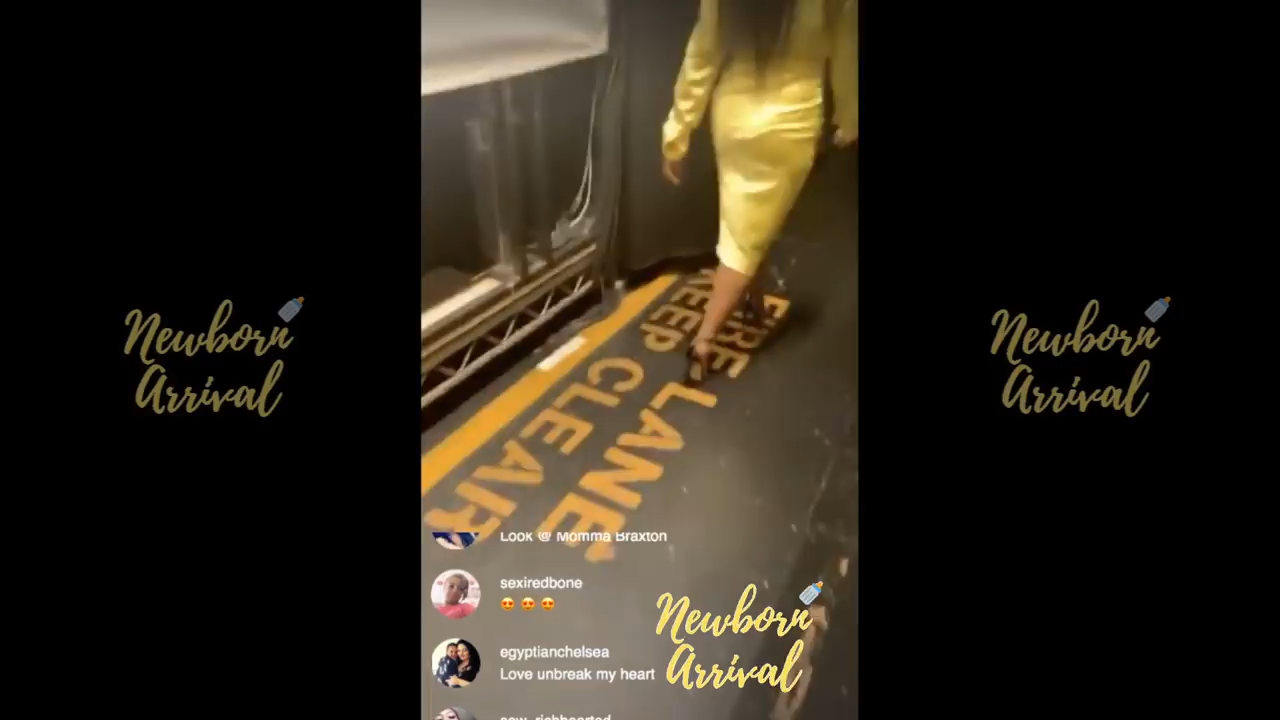 FIRE LANE
KEEP CLEAR
Look @ Momma Braxton
sexiredbone
egyptianchelsea
Love unbreak my heart
Newborn
Arrival
Newborn
Arrival
Newborn
Arrival